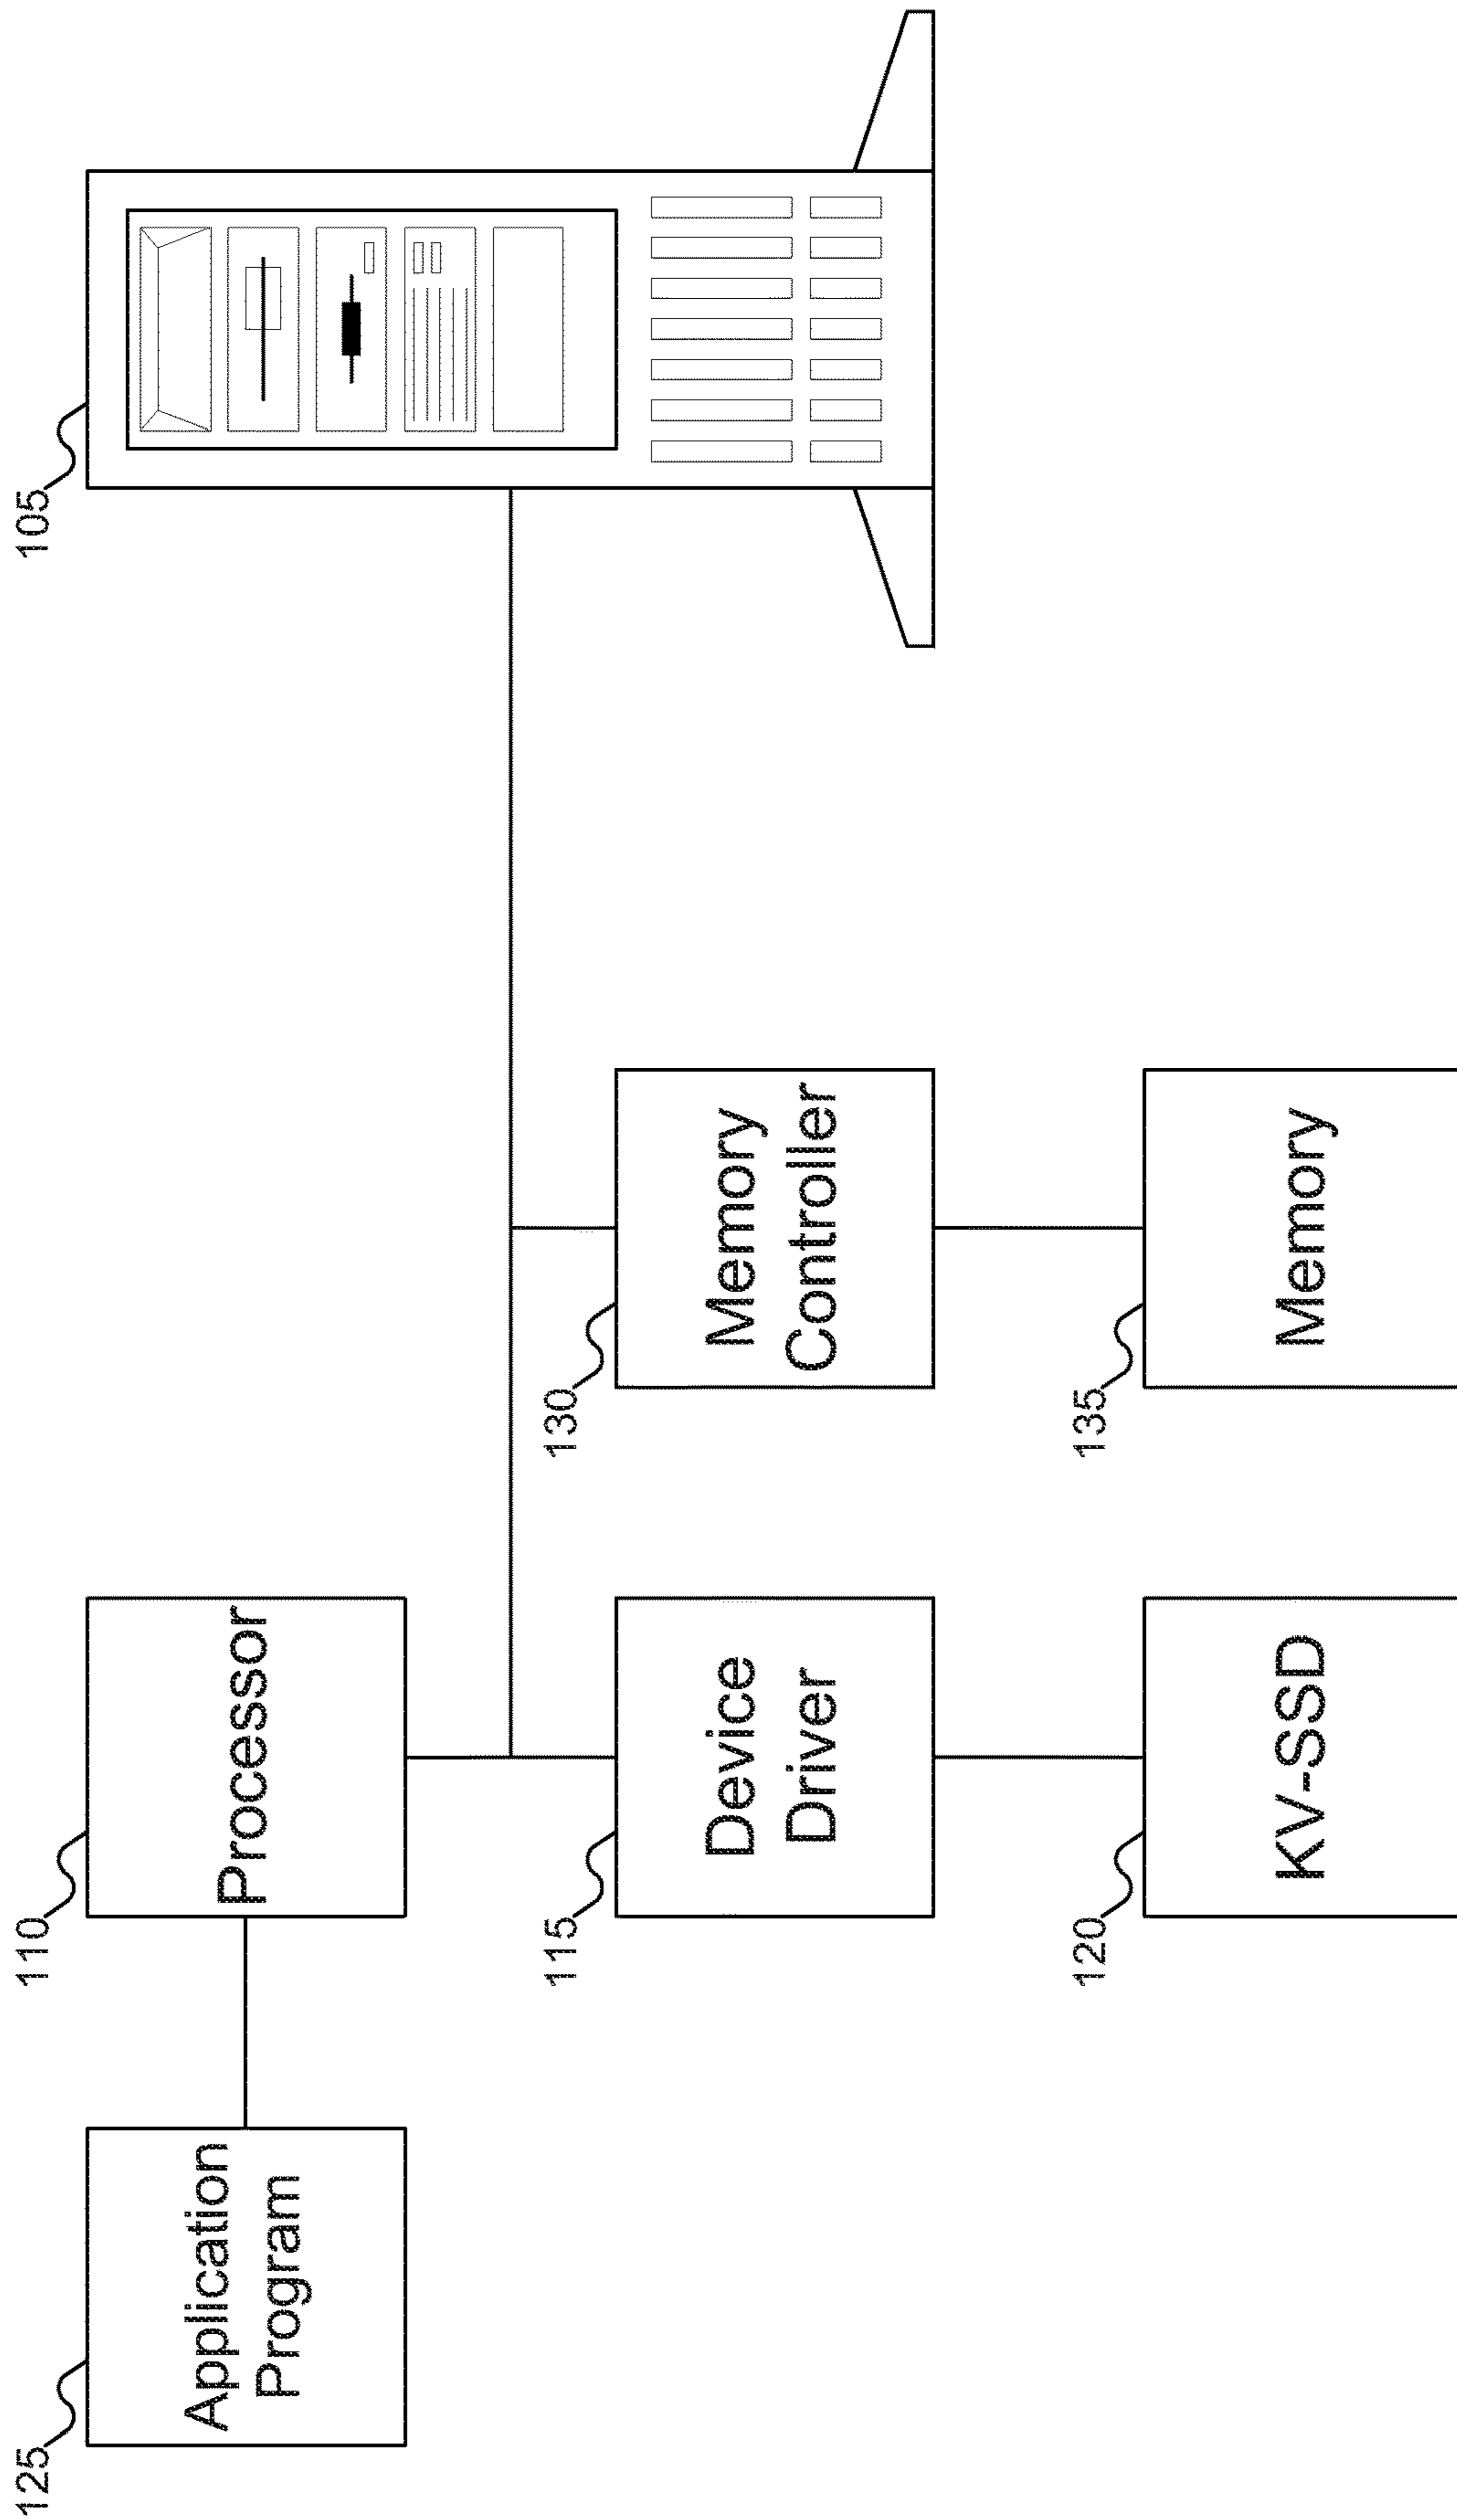 125
Application
Program
110
Processor
105
115
Device
Driver
130
Memory
Controller
120
KV-SSD
135
Memory